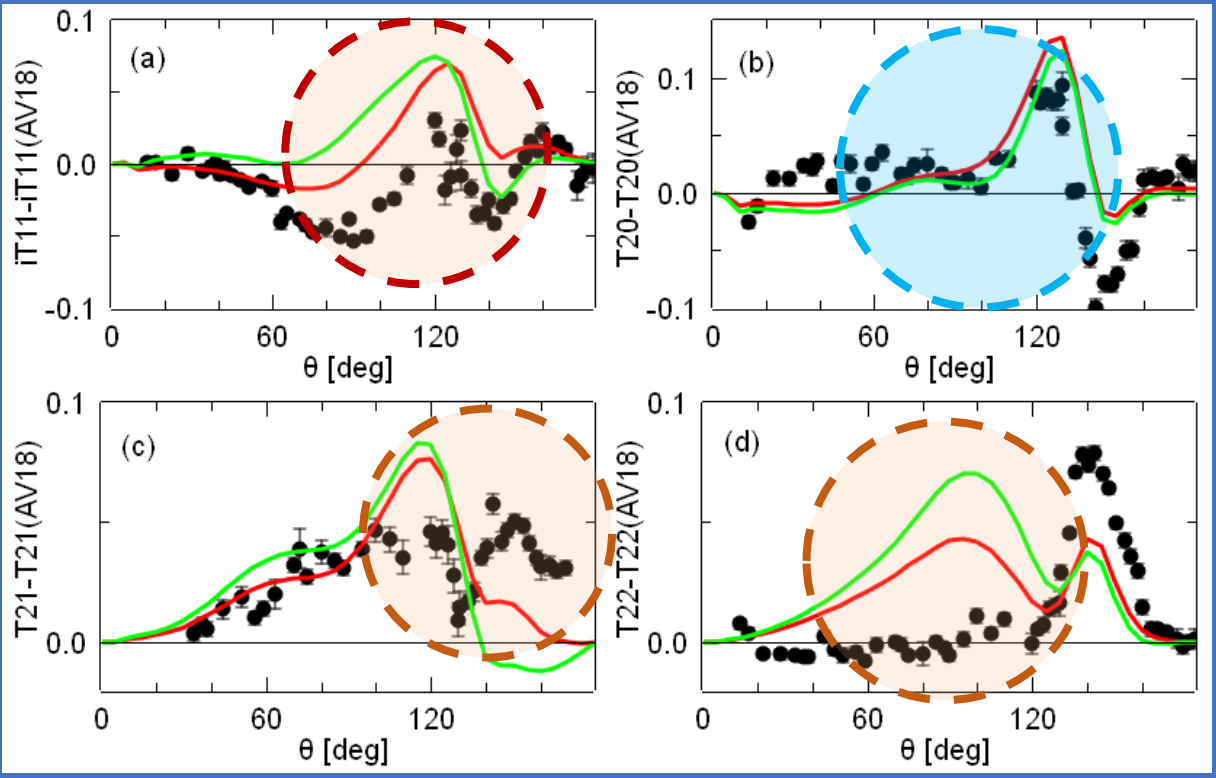 0.1
(a)
iT11-iT11(AV18)
0.0
-0.1
0
60
120
θ [deg]
(b)
T20-T20(AV18)
0.1
0.0
-0.1
0
60
120
θ [deg]
0.1
(c)
T21-T21(AV18)
0.0
0
60
120
θ [deg]
0.1
(d)
T22-T22(AV18)
0.0
0
60
120
θ [deg]